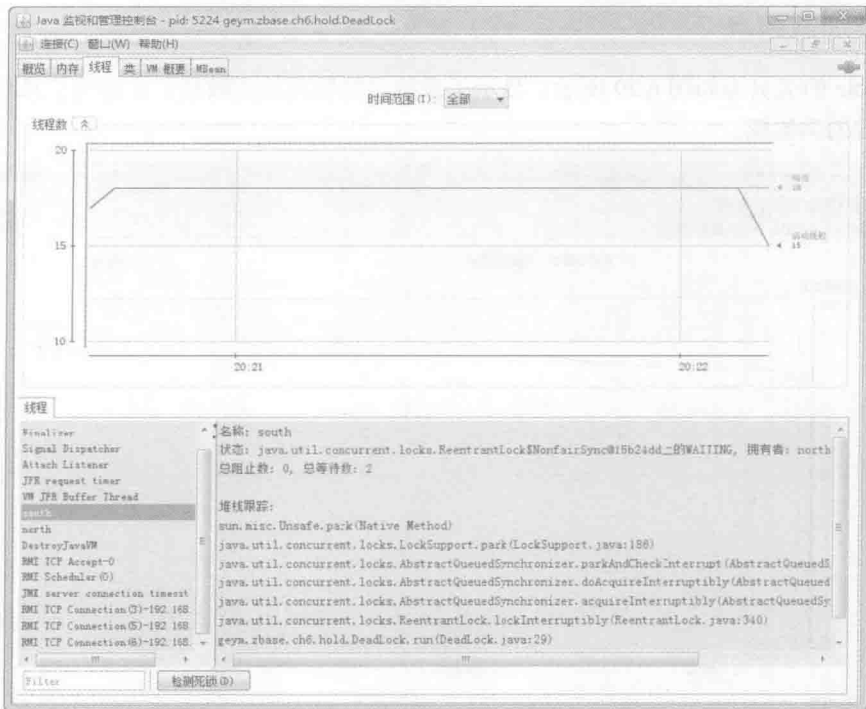 Java 监视和管理控制台 - pid: 5224 geym.zbase.ch6.hold.DeadLock
连接(C) 窗口(W) 帮助(H)
概览 内存 线程 类 VM 概要 MBean
时间范围(T): 全部
线程数
20
15
10
峰值
18
活动线程
15
20:21
20:22
线程
Finalizer
Signal Dispatcher
Attach Listener
JFR request timer
VM JFR Buffer Thread
south
north
DestroyJavaVM
RMI TCP Accept-0
RMI Scheduler(0)
JMX server connection timeout
RMI TCP Connection(3)-192.168.
RMI TCP Connection(5)-192.168.
RMI TCP Connection(6)-192.168.
名称: south
状态: java.util.concurrent.locks.ReentrantLock$NonfairSync@15b24dd上的WAITING, 拥有者: north
总阻止数: 0, 总等待数: 2
堆栈跟踪:
sun.misc.Unsafe.park(Native Method)
java.util.concurrent.locks.LockSupport.park(LockSupport.java:186)
java.util.concurrent.locks.AbstractQueuedSynchronizer.parkAndCheckInterrupt(AbstractQueuedS
java.util.concurrent.locks.AbstractQueuedSynchronizer.doAcquireInterruptibly(AbstractQueued
java.util.concurrent.locks.AbstractQueuedSynchronizer.acquireInterruptibly(AbstractQueuedSy
java.util.concurrent.locks.ReentrantLock.lockInterruptibly(ReentrantLock.java:340)
geym.zbase.ch6.hold.DeadLock.run(DeadLock.java:29)
Filter
检测死锁(D)